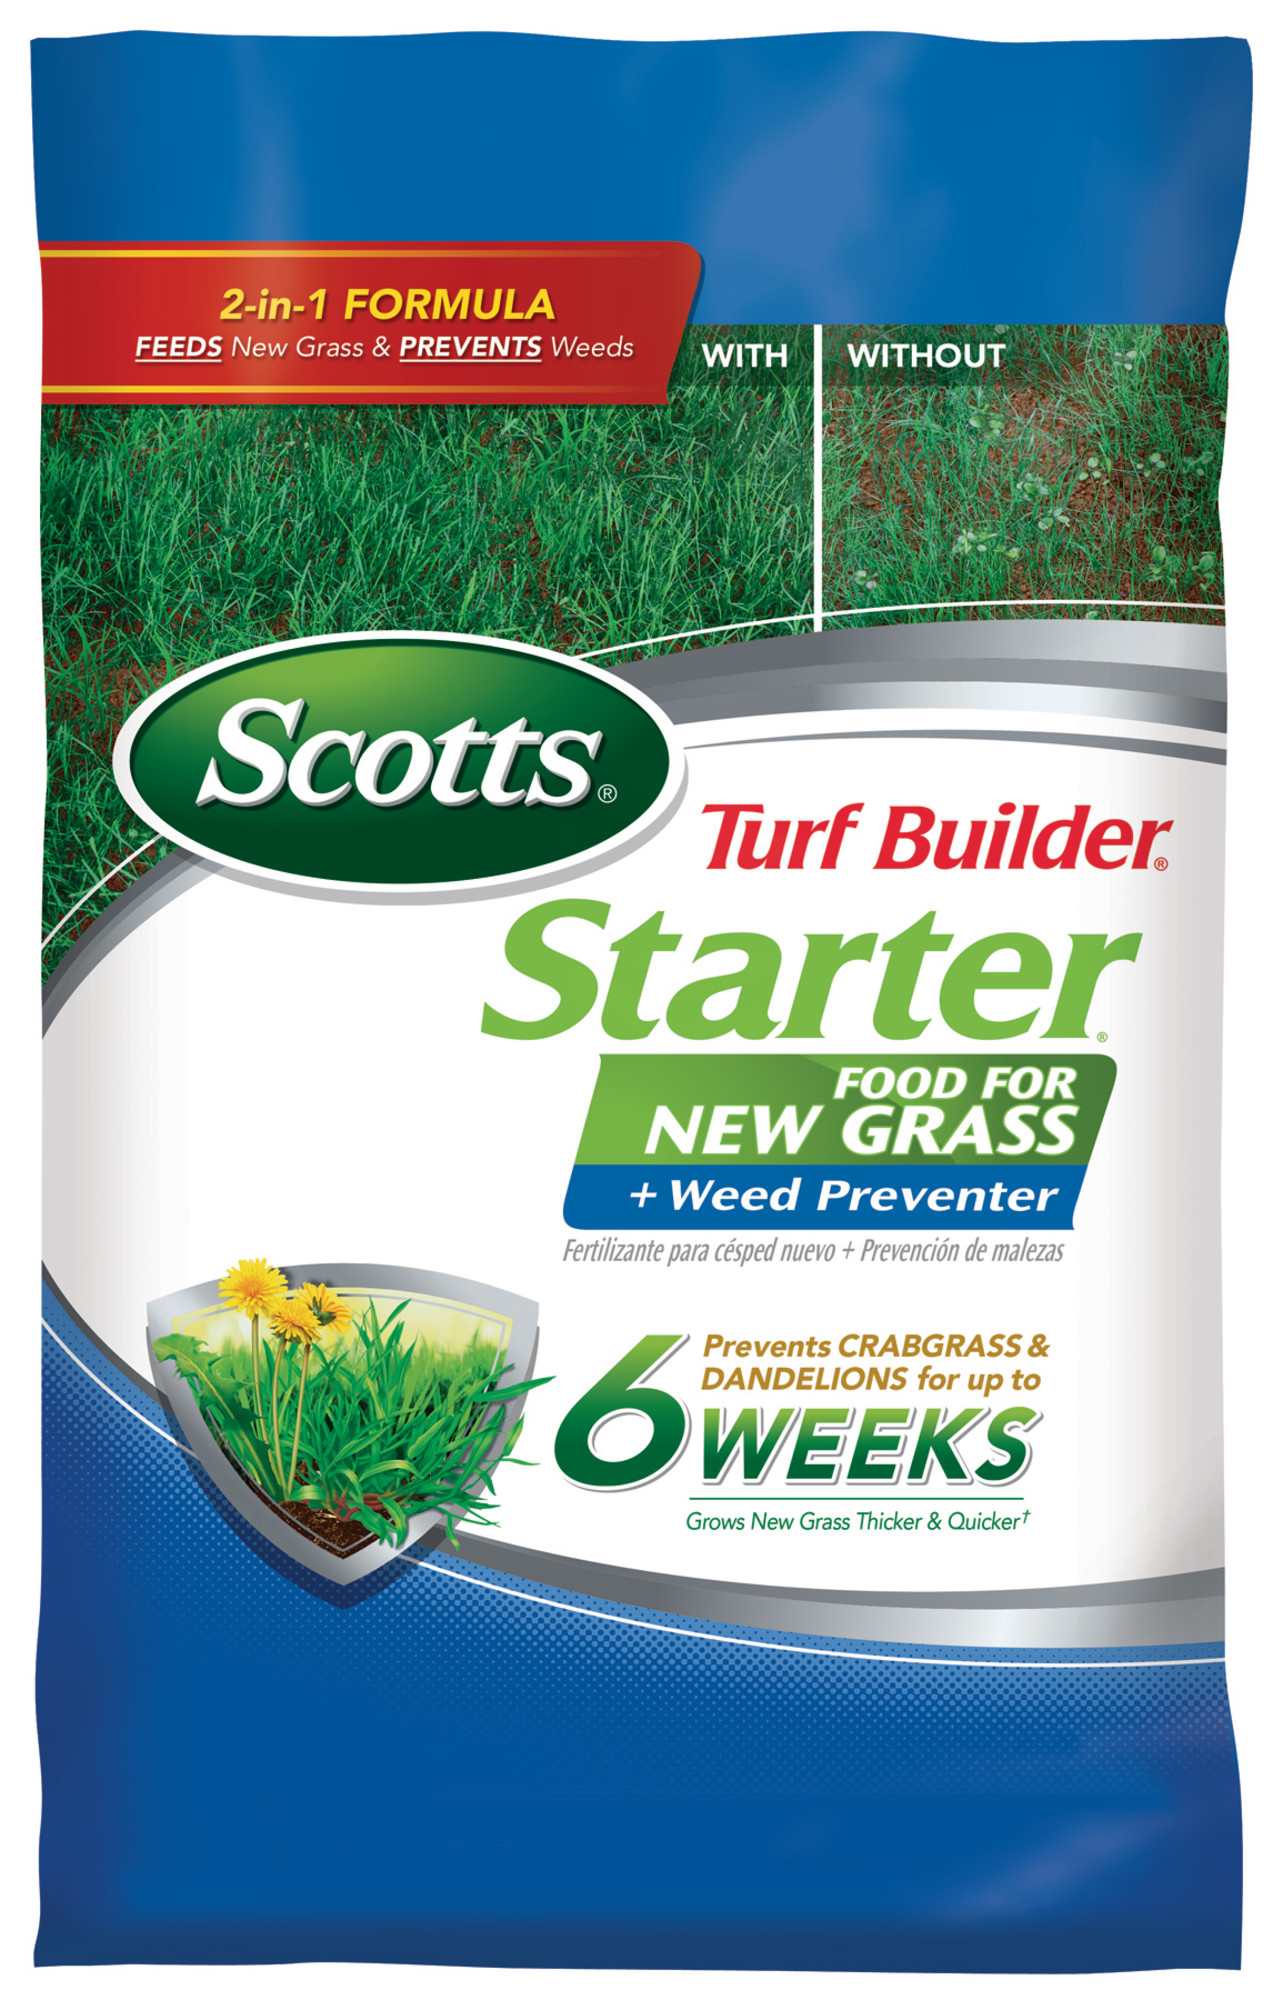 2-in-1 FORMULA
FEEDS New Grass & PREVENTS Weeds
WITH
WITHOUT
Scotts®
Turf Builder®
Starter®
FOOD FOR
NEW GRASS
+ Weed Preventer
Fertilizante para césped nuevo + Prevención de malezas
6
Prevents CRABGRASS &
DANDELIONS for up to
WEEKS
Grows New Grass Thicker & Quicker†